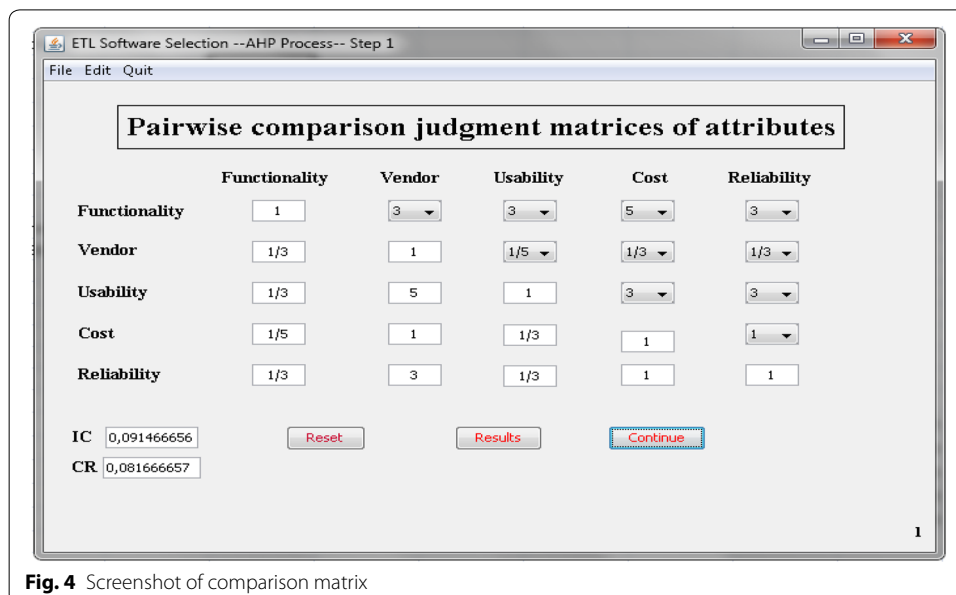 ETL Software Selection --AHP Process-- Step 1
File Edit Quit
Pairwise comparison judgment matrices of attributes
Functionality Vendor Usability Cost Reliability
Functionality 1 3 3 5 3
Vendor 1/3 1 1/5 1/3 1/3
Usability 1/3 5 1 3 3
Cost 1/5 1 1/3 1 1
Reliability 1/3 3 1/3 1 1
IC 0,091466656 Reset Results Continue
CR 0,081666657
1
Fig. 4 Screenshot of comparison matrix